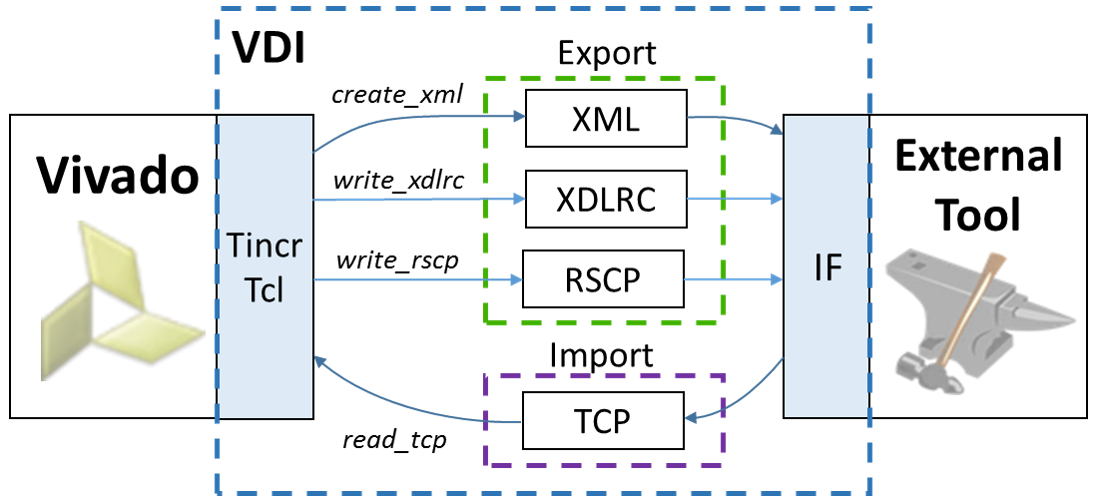 VDI
Export
create_xml
XML
Vivado
write_xdlrc
XDLRC
External
Tool
Tincr
Tcl
write_rscp
RSCP
IF
Import
TCP
read_tcp